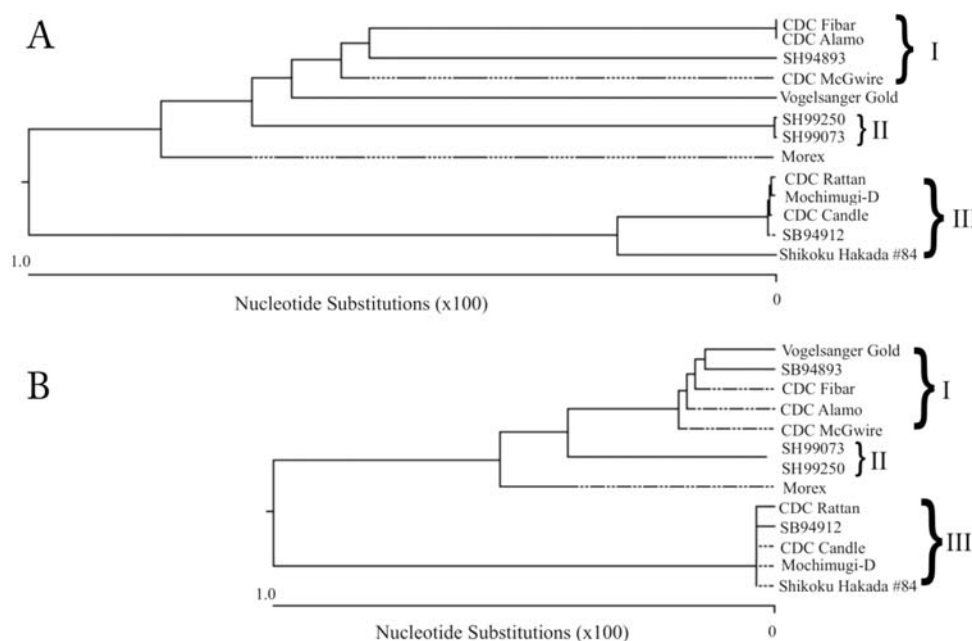 A
CDC Fibar
CDC Alamo
SH94893
CDC McGwire
I
Vogelsanger Gold
SH99250
SH99073
II
Morex
CDC Rattan
Mochimugi-D
CDC Candle
SB94912
Shikoku Hakada #84
III
1.0
0
Nucleotide Substitutions (x100)
B
Vogelsanger Gold
SB94893
CDC Fibar
CDC Alamo
CDC McGwire
I
SH99073
SH99250
II
Morex
CDC Rattan
SB94912
CDC Candle
Mochimugi-D
Shikoku Hakada #84
III
1.0
0
Nucleotide Substitutions (x100)